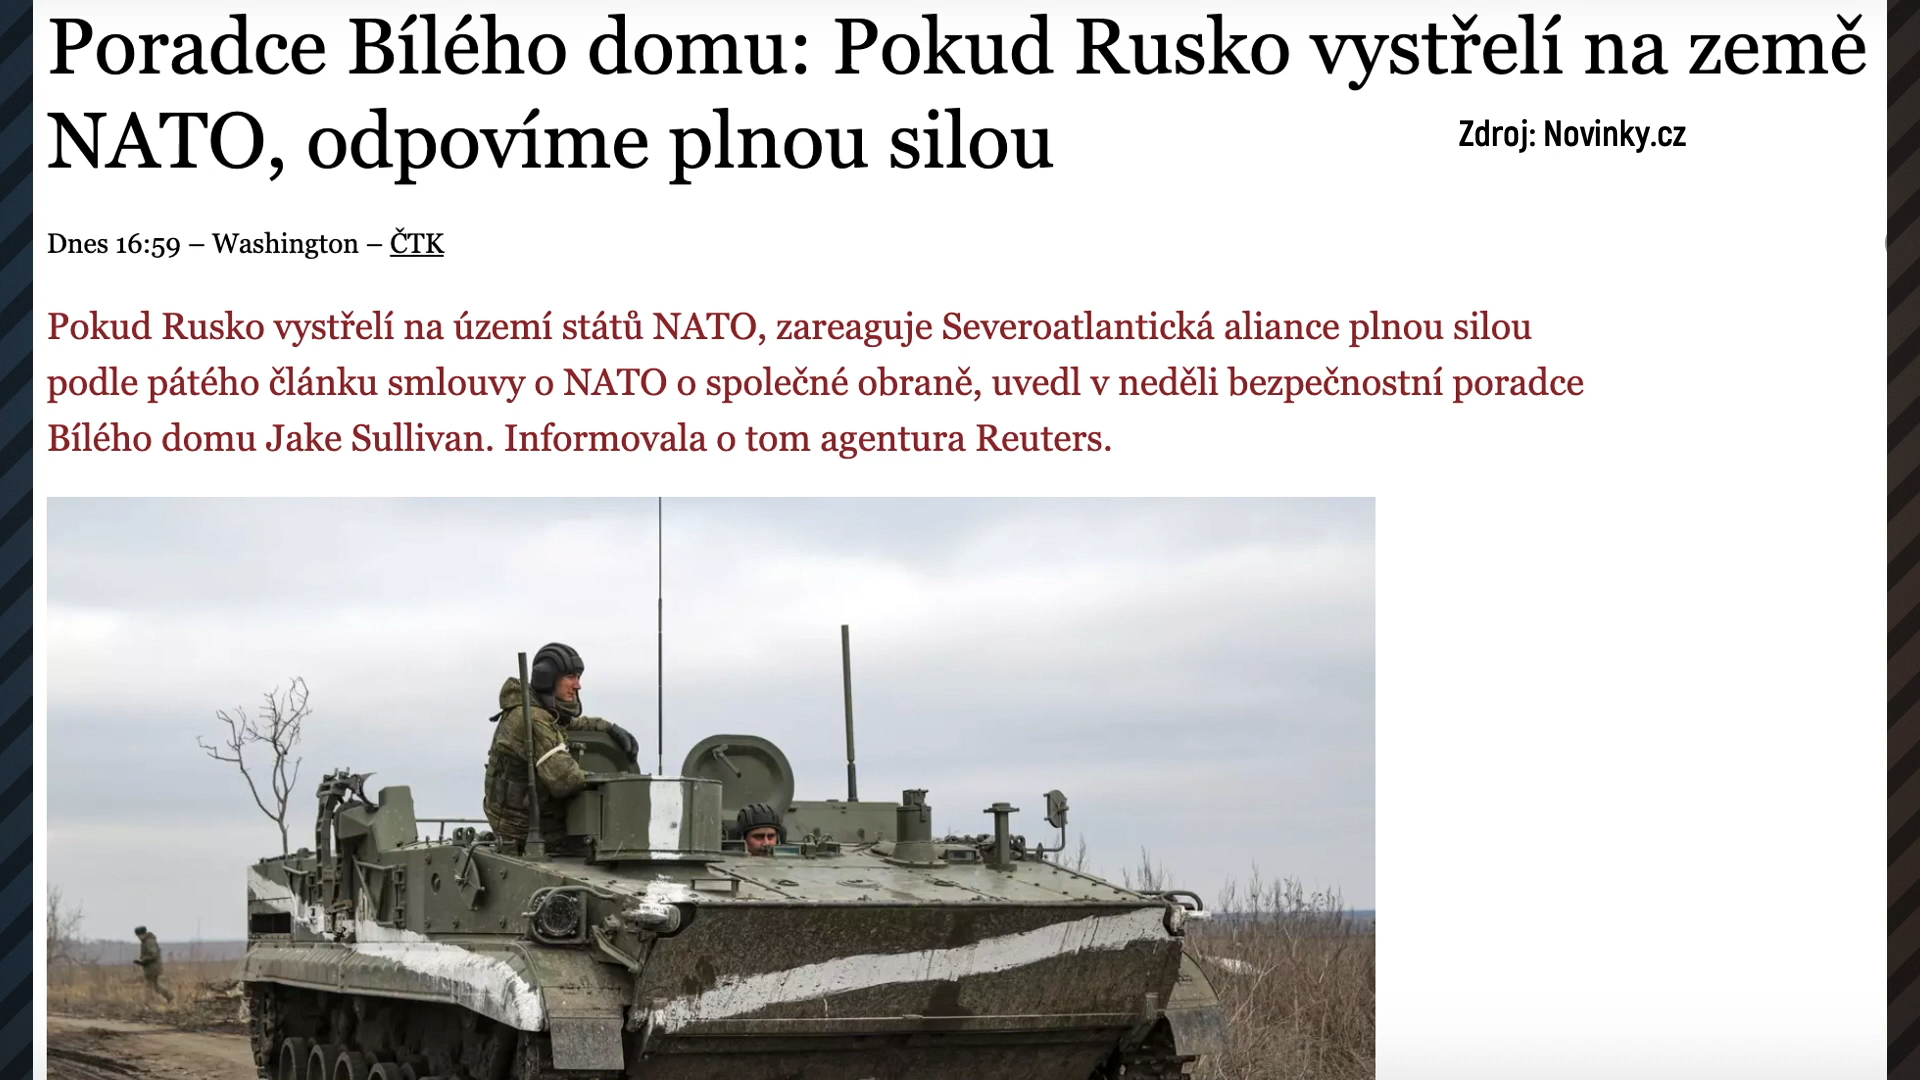 Poradce Bílého domu: Pokud Rusko vystřelí na země
NATO, odpovíme plnou silou
Zdroj: Novinky.cz
Dnes 16:59 – Washington – ČTK
Pokud Rusko vystřelí na území států NATO, zareaguje Severoatlantická aliance plnou silou
podle pátého článku smlouvy o NATO o společné obraně, uvedl v neděli bezpečnostní poradce
Bílého domu Jake Sullivan. Informovala o tom agentura Reuters.